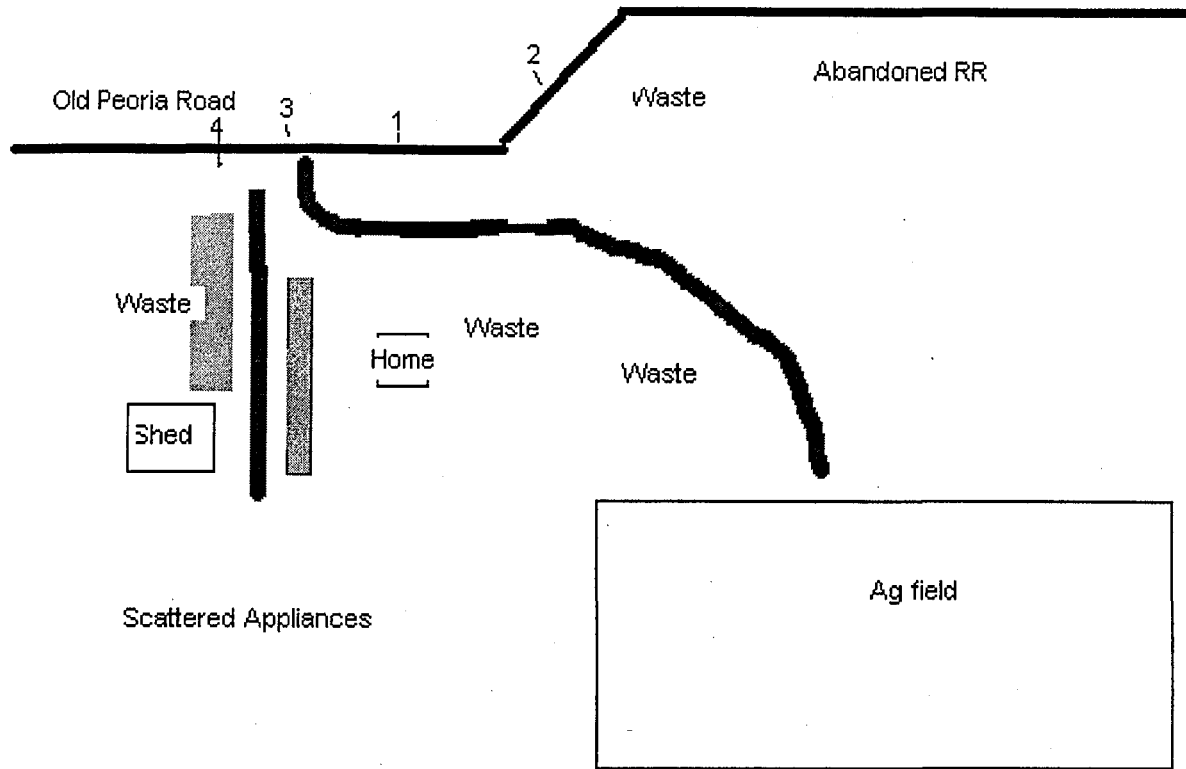 Abandoned RR
2
Waste
Old Peoria Road
4
3
1
Waste
Waste
Home
Waste
Shed
Ag field
Scattered Appliances